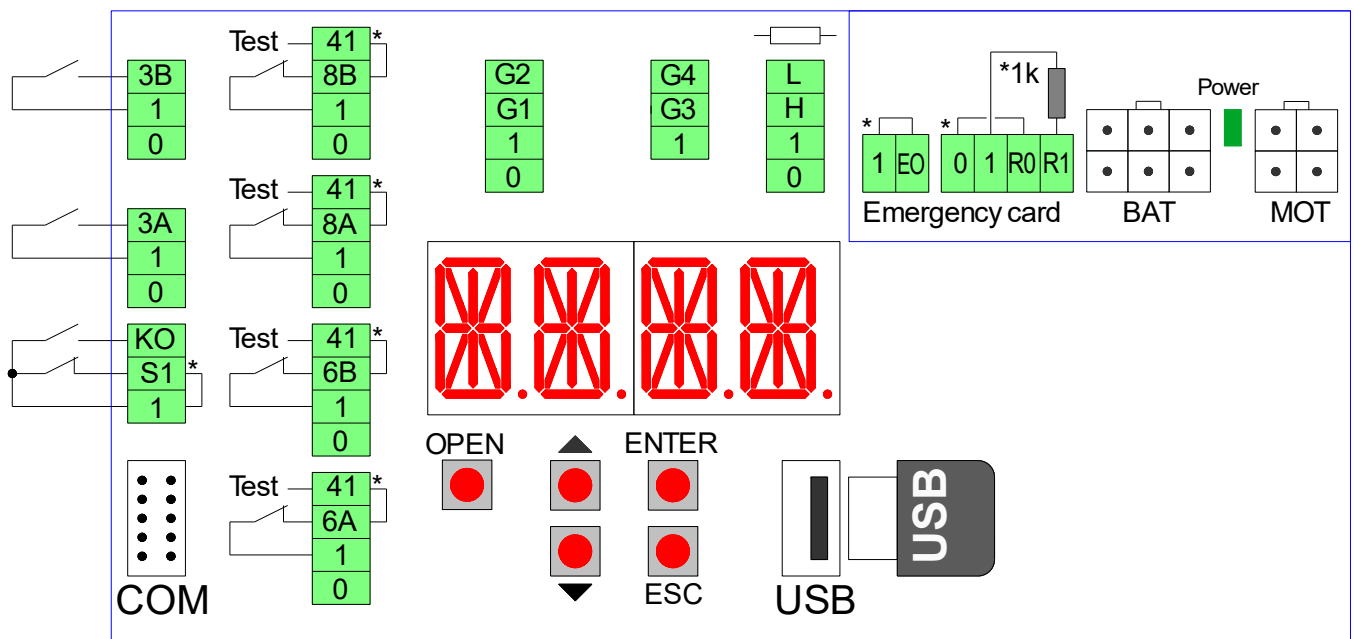 3B
1
0
3A
1
0
KO
S1 *
1
COM
Test 41 *
8B
1
0
Test 41 *
8A
1
0
Test 41 *
6B
1
0
Test 41 *
6A
1
0
G2
G1
1
0
G4
G3
1
L
H
1
0
*1k
* 1 EO
* 0 1 R0 R1
Emergency card
BAT
Power
MOT
OPEN
ENTER
ESC
USB
USB